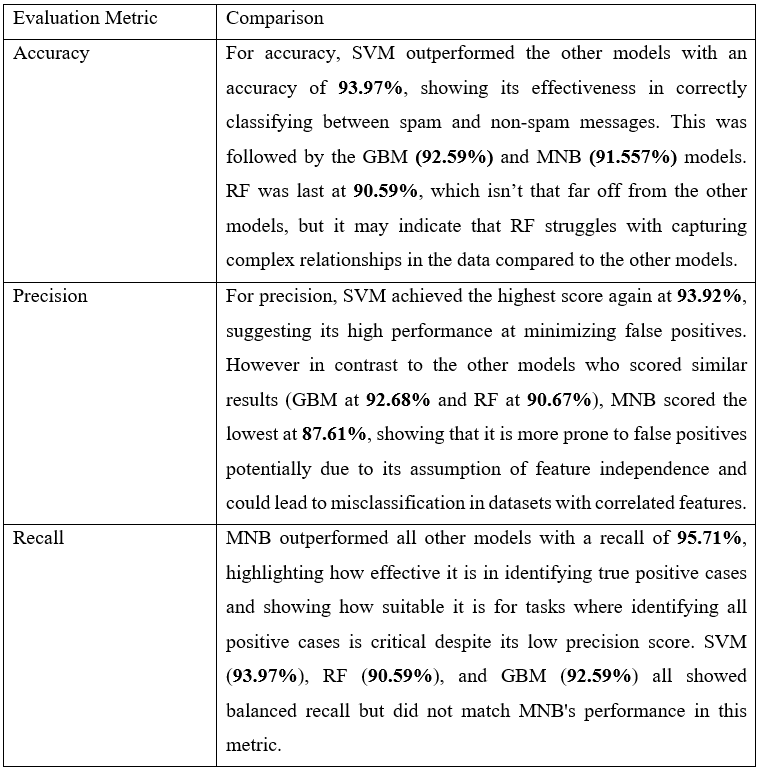 Evaluation Metric
Comparison
Accuracy
For accuracy, SVM outperformed the other models with an
accuracy of 93.97%, showing its effectiveness in correctly
classifying between spam and non-spam messages. This was
followed by the GBM (92.59%) and MNB (91.557%) models.
RF was last at 90.59%, which isn’t that far off from the other
models, but it may indicate that RF struggles with capturing
complex relationships in the data compared to the other models.
Precision
For precision, SVM achieved the highest score again at 93.92%,
suggesting its high performance at minimizing false positives.
However in contrast to the other models who scored similar
results (GBM at 92.68% and RF at 90.67%), MNB scored the
lowest at 87.61%, showing that it is more prone to false positives
potentially due to its assumption of feature independence and
could lead to misclassification in datasets with correlated features.
Recall
MNB outperformed all other models with a recall of 95.71%,
highlighting how effective it is in identifying true positive cases
and showing how suitable it is for tasks where identifying all
positive cases is critical despite its low precision score. SVM
(93.97%), RF (90.59%), and GBM (92.59%) all showed
balanced recall but did not match MNB's performance in this
metric.